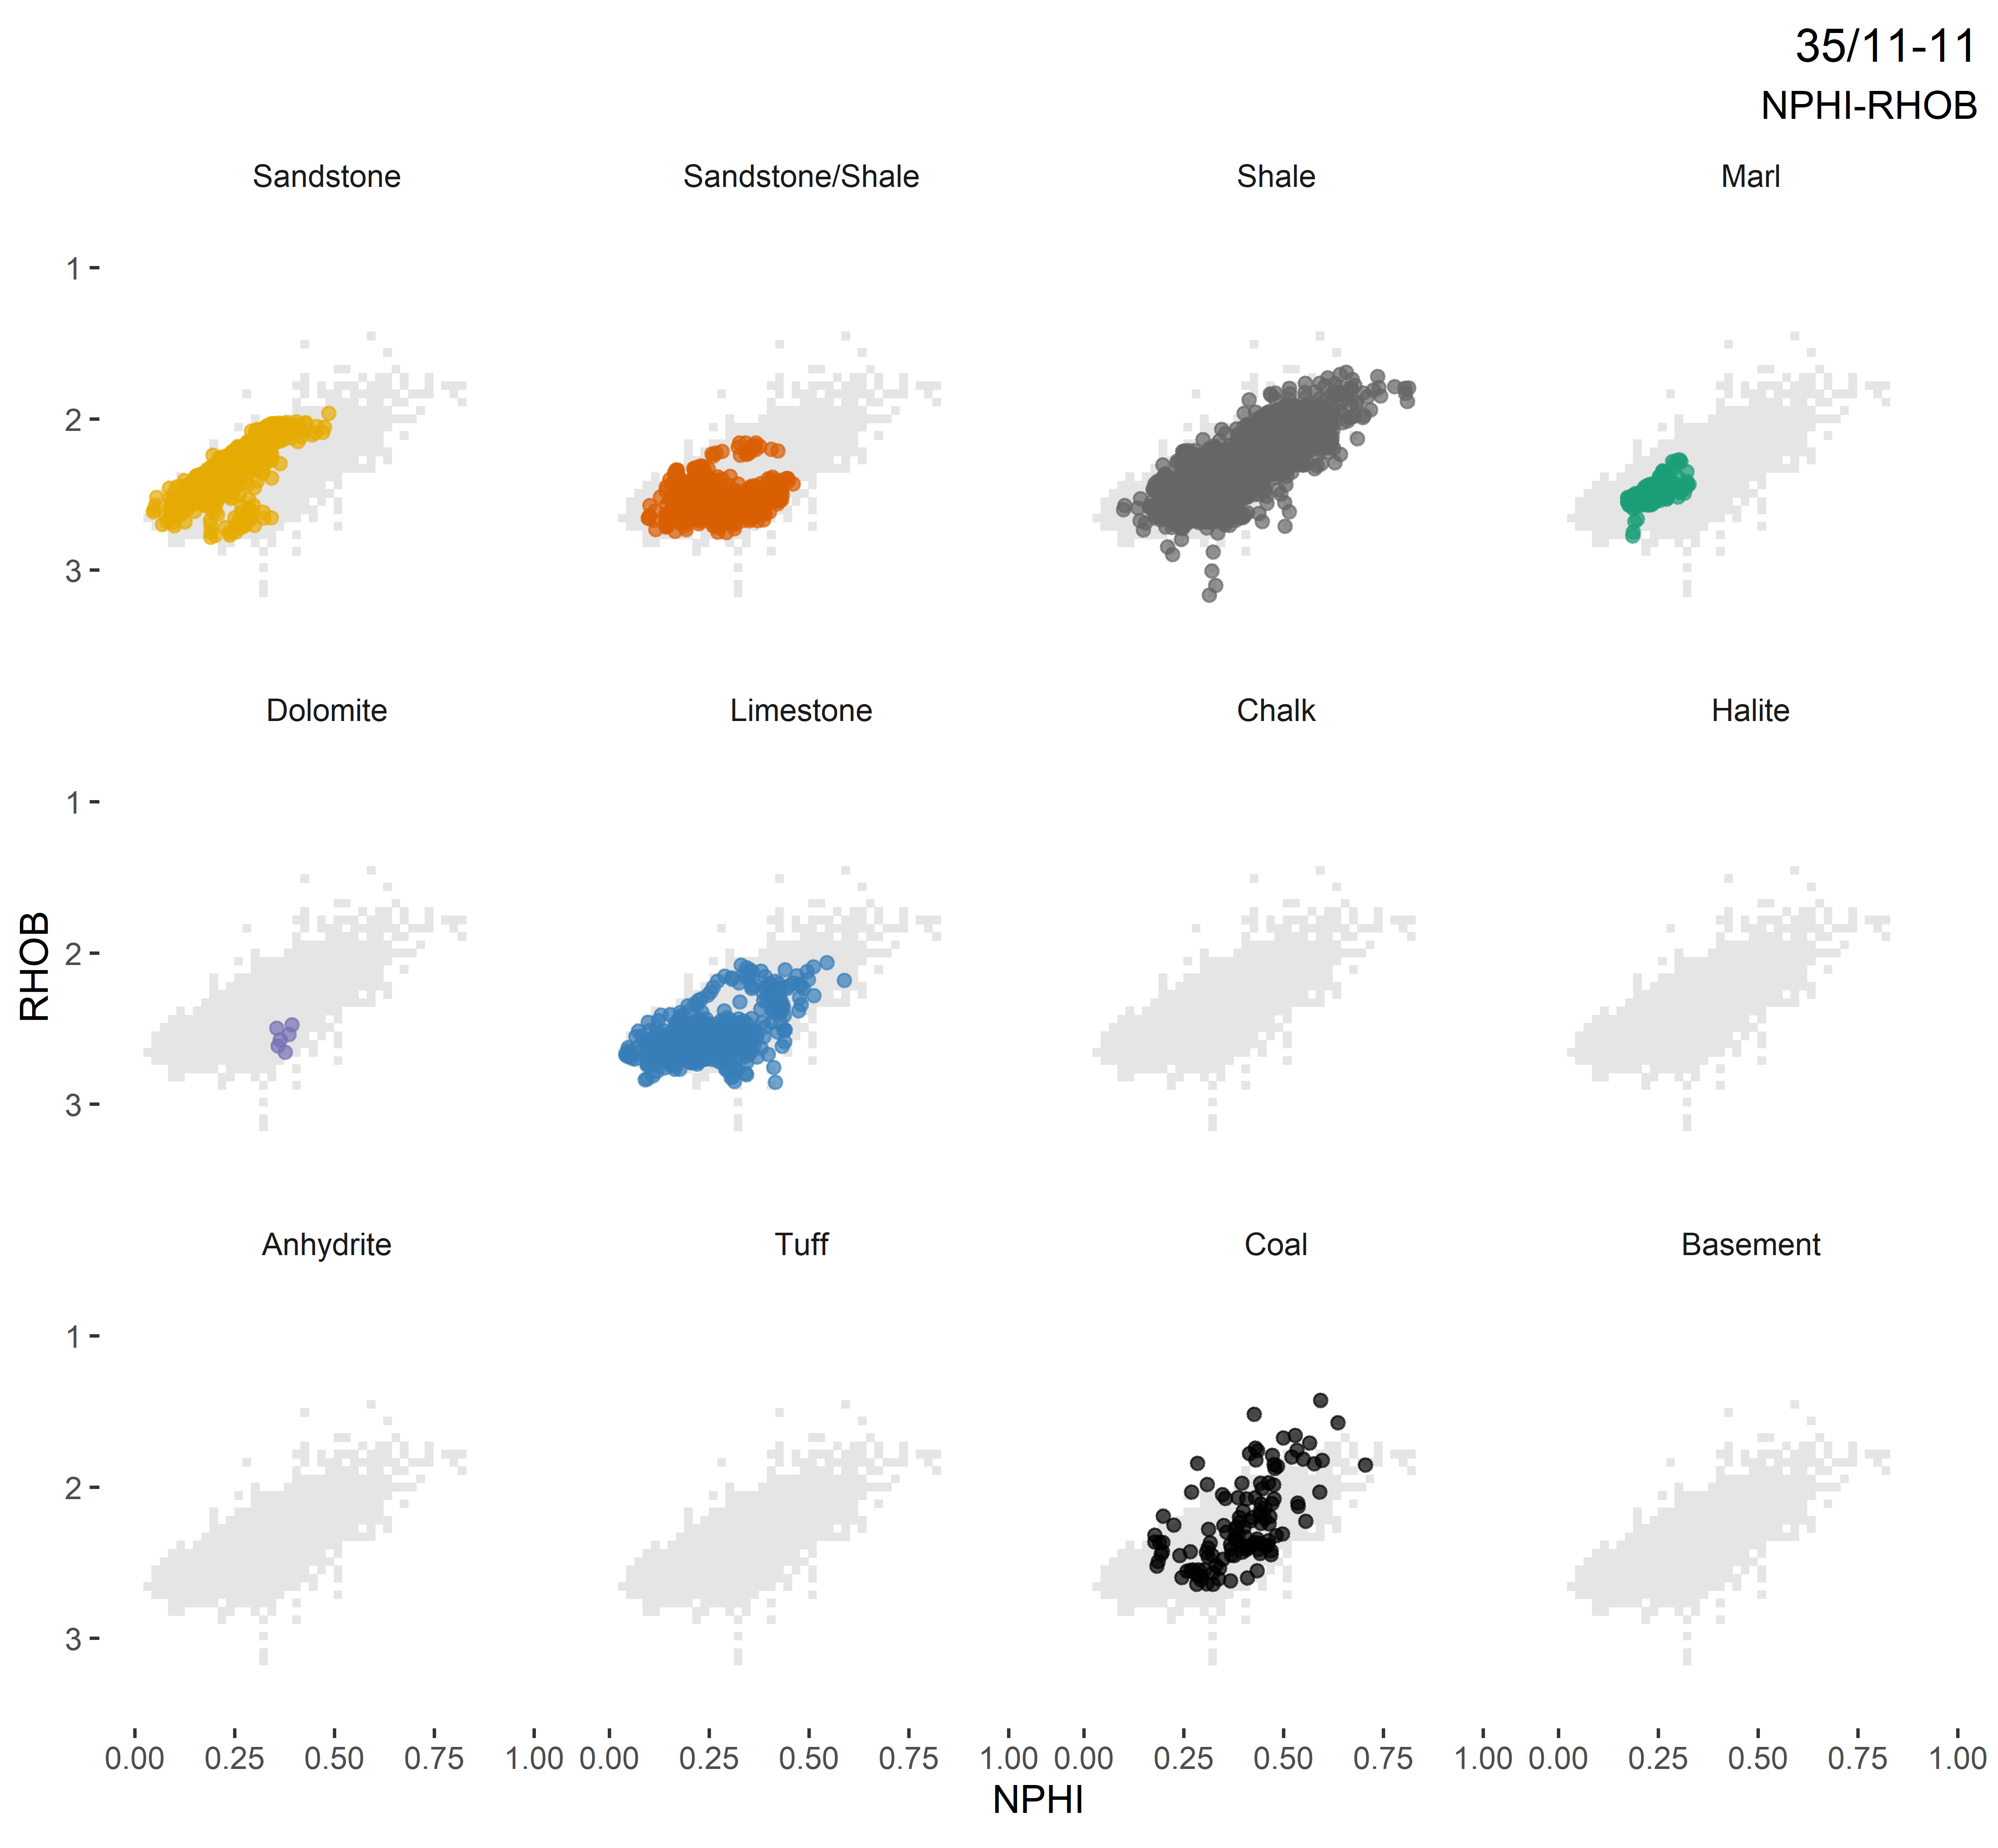 35/11-11
NPHI-RHOB
Sandstone Sandstone/Shale Shale Marl
1
2
3
Dolomite Limestone Chalk Halite
1
2
3
RHOB
Anhydrite Tuff Coal Basement
1
2
3
0.00 0.25 0.50 0.75 1.00 0.00 0.25 0.50 0.75 1.00 0.00 0.25 0.50 0.75 1.00 0.00 0.25 0.50 0.75 1.00
NPHI